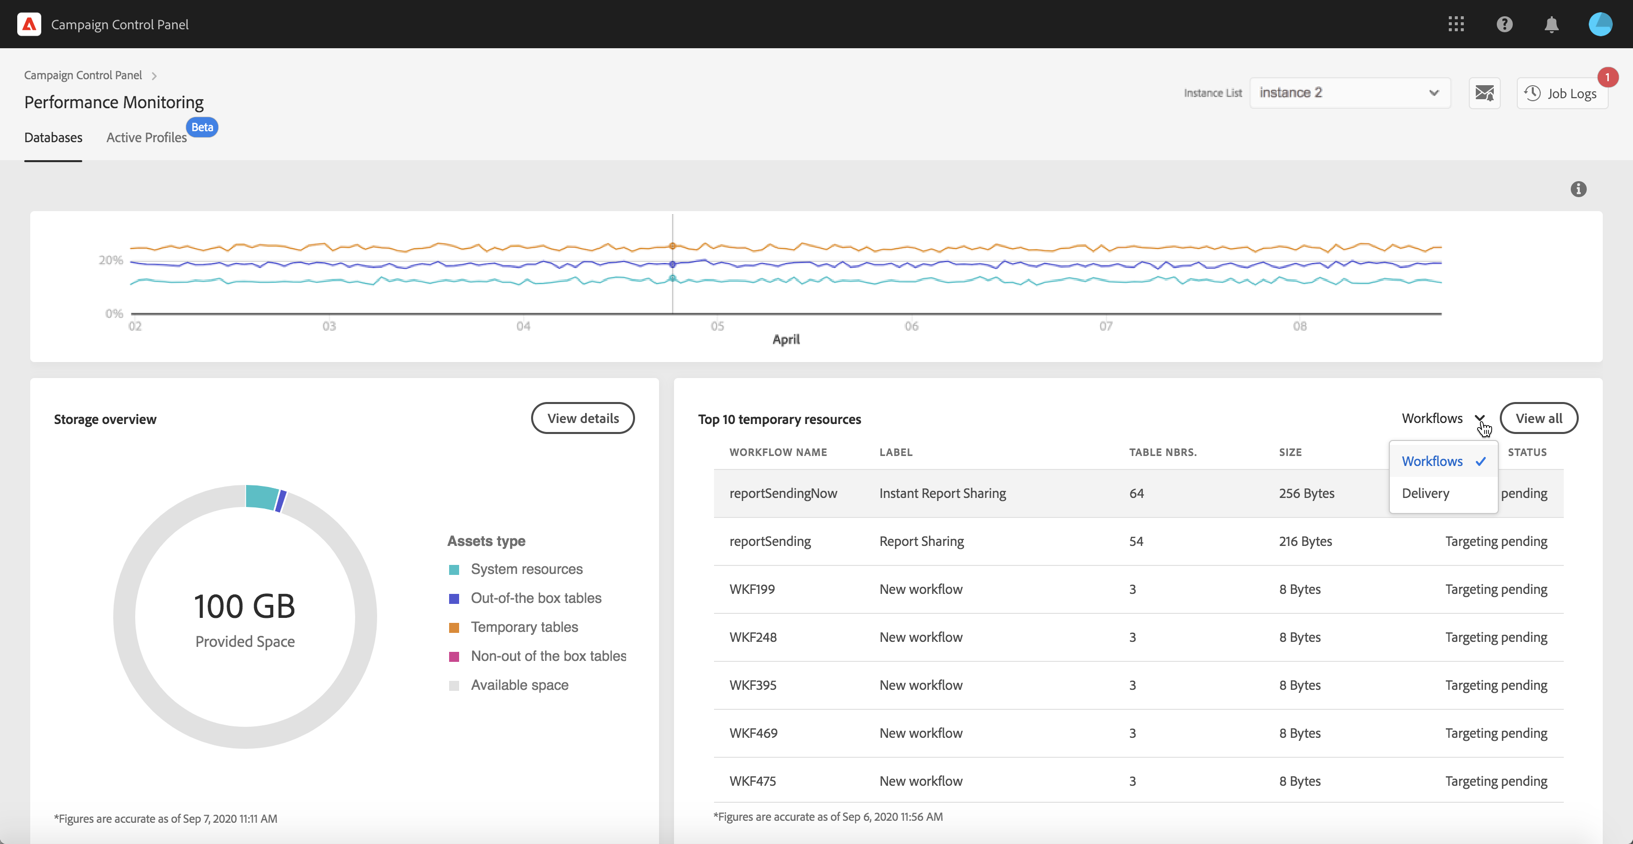 Campaign Control Panel
Campaign Control Panel
Performance Monitoring
Instance List
instance 2
Job Logs
1
Databases
Active Profiles
Beta
20%
0%
02
03
04
05
06
07
08
April
Storage overview
View details
100 GB
Provided Space
Assets type
System resources
Out-of-the box tables
Temporary tables
Non-out of the box tables
Available space
*Figures are accurate as of Sep 7, 2020 11:11 AM
Top 10 temporary resources
Workflows
View all
Workflows
Delivery
WORKFLOW NAME LABEL TABLE NBRS. SIZE STATUS
reportSendingNow Instant Report Sharing 64 256 Bytes pending
reportSending Report Sharing 54 216 Bytes Targeting pending
WKF199 New workflow 3 8 Bytes Targeting pending
WKF248 New workflow 3 8 Bytes Targeting pending
WKF395 New workflow 3 8 Bytes Targeting pending
WKF469 New workflow 3 8 Bytes Targeting pending
WKF475 New workflow 3 8 Bytes Targeting pending
*Figures are accurate as of Sep 6, 2020 11:56 AM